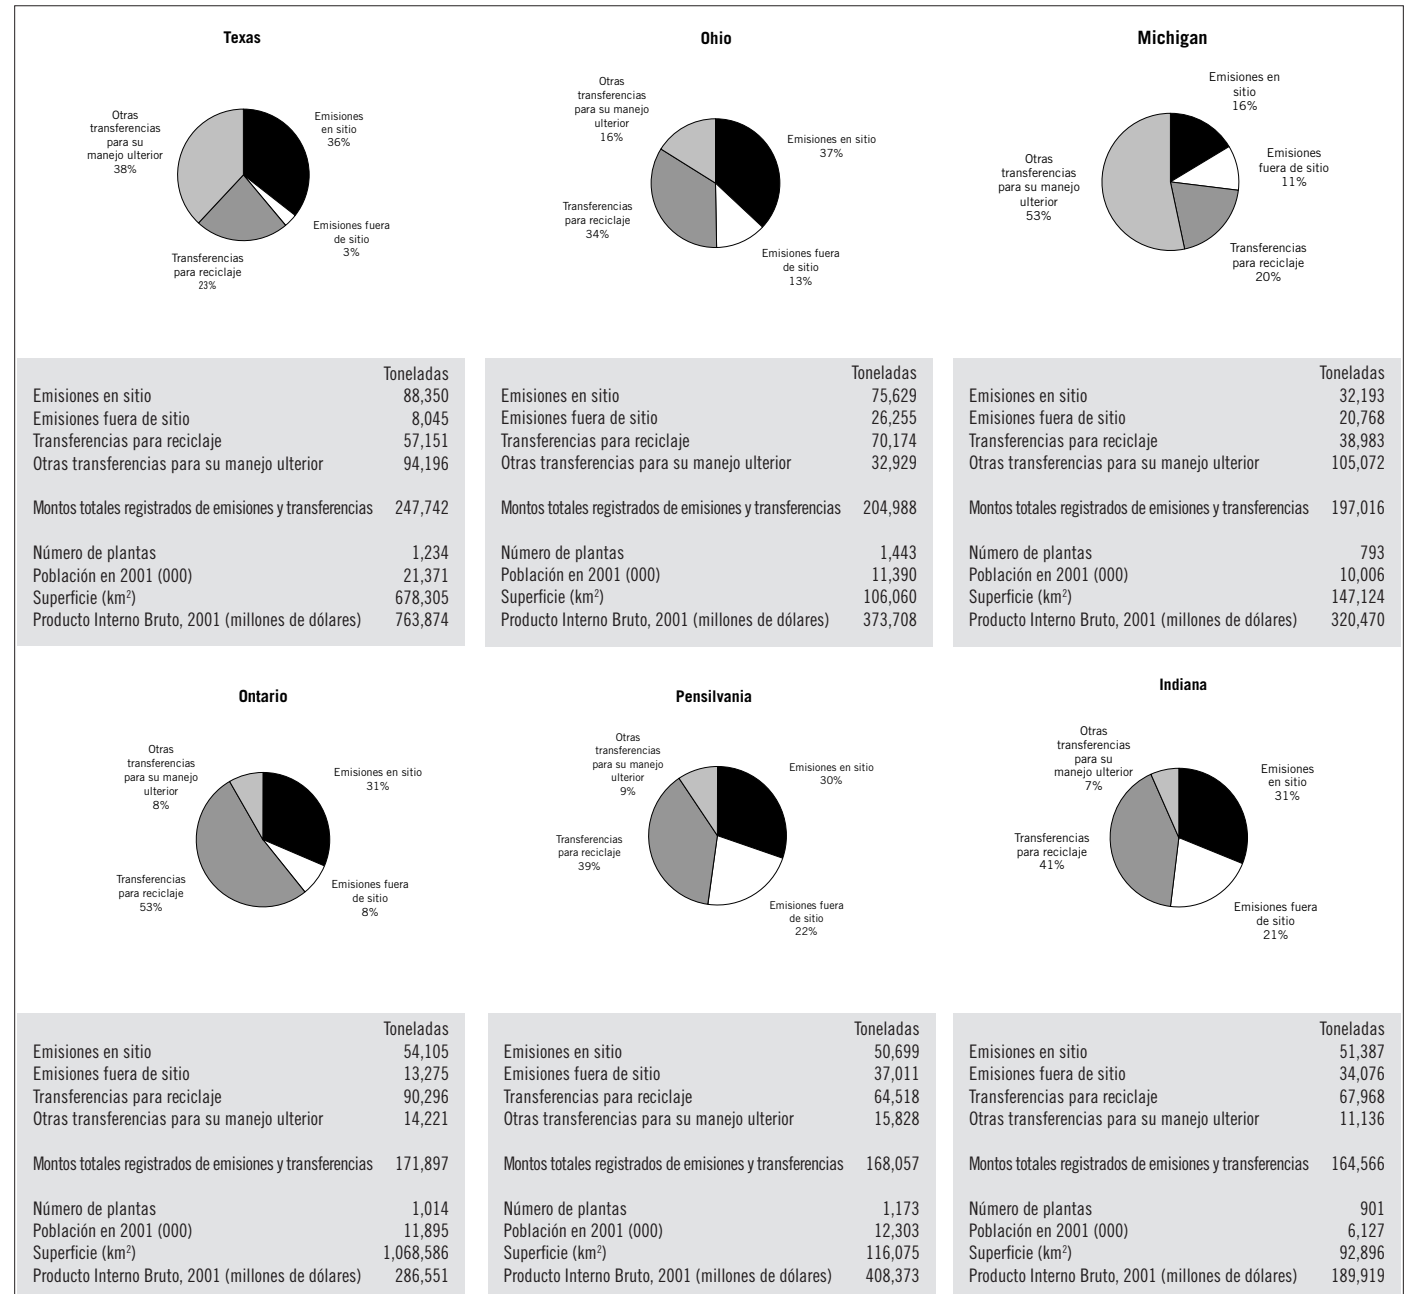 Texas
Otras
transferencias
para su
manejo ulterior
38%
Emisiones
en sitio
36%
Emisiones fuera
de sitio
3%
Transferencias
para reciclaje
23%
Ohio
Otras
transferencias
para su manejo
ulterior
16%
Emisiones en sitio
37%
Transferencias
para reciclaje
34%
Emisiones fuera
de sitio
13%
Michigan
Emisiones en
sitio
16%
Emisiones
fuera de sitio
11%
Otras
transferencias
para su manejo
ulterior
53%
Transferencias
para reciclaje
20%
Toneladas
Emisiones en sitio 88,350
Emisiones fuera de sitio 8,045
Transferencias para reciclaje 57,151
Otras transferencias para su manejo ulterior 94,196
Montos totales registrados de emisiones y transferencias 247,742
Número de plantas 1,234
Población en 2001 (000) 21,371
Superficie (km²) 678,305
Producto Interno Bruto, 2001 (millones de dólares) 763,874
Toneladas
Emisiones en sitio 75,629
Emisiones fuera de sitio 26,255
Transferencias para reciclaje 70,174
Otras transferencias para su manejo ulterior 32,929
Montos totales registrados de emisiones y transferencias 204,988
Número de plantas 1,443
Población en 2001 (000) 11,390
Superficie (km²) 106,060
Producto Interno Bruto, 2001 (millones de dólares) 373,708
Toneladas
Emisiones en sitio 32,193
Emisiones fuera de sitio 20,768
Transferencias para reciclaje 38,983
Otras transferencias para su manejo ulterior 105,072
Montos totales registrados de emisiones y transferencias 197,016
Número de plantas 793
Población en 2001 (000) 10,006
Superficie (km²) 147,124
Producto Interno Bruto, 2001 (millones de dólares) 320,470
Ontario
Otras
transferencias
para su manejo
ulterior
8%
Emisiones en sitio
31%
Transferencias
para reciclaje
53%
Emisiones fuera
de sitio
8%
Pensilvania
Otras
transferencias
para su manejo
ulterior
9%
Emisiones en sitio
30%
Transferencias
para reciclaje
39%
Emisiones fuera
de sitio
22%
Indiana
Otras
transferencias
para su
manejo ulterior
7%
Emisiones
en sitio
31%
Transferencias
para reciclaje
41%
Emisiones fuera
de sitio
21%
Toneladas
Emisiones en sitio 54,105
Emisiones fuera de sitio 13,275
Transferencias para reciclaje 90,296
Otras transferencias para su manejo ulterior 14,221
Montos totales registrados de emisiones y transferencias 171,897
Número de plantas 1,014
Población en 2001 (000) 11,895
Superficie (km²) 1,068,586
Producto Interno Bruto, 2001 (millones de dólares) 286,551
Toneladas
Emisiones en sitio 50,699
Emisiones fuera de sitio 37,011
Transferencias para reciclaje 64,518
Otras transferencias para su manejo ulterior 15,828
Montos totales registrados de emisiones y transferencias 168,057
Número de plantas 1,173
Población en 2001 (000) 12,303
Superficie (km²) 116,075
Producto Interno Bruto, 2001 (millones de dólares) 408,373
Toneladas
Emisiones en sitio 51,387
Emisiones fuera de sitio 34,076
Transferencias para reciclaje 67,968
Otras transferencias para su manejo ulterior 11,136
Montos totales registrados de emisiones y transferencias 164,566
Número de plantas 901
Población en 2001 (000) 6,127
Superficie (km²) 92,896
Producto Interno Bruto, 2001 (millones de dólares) 189,919